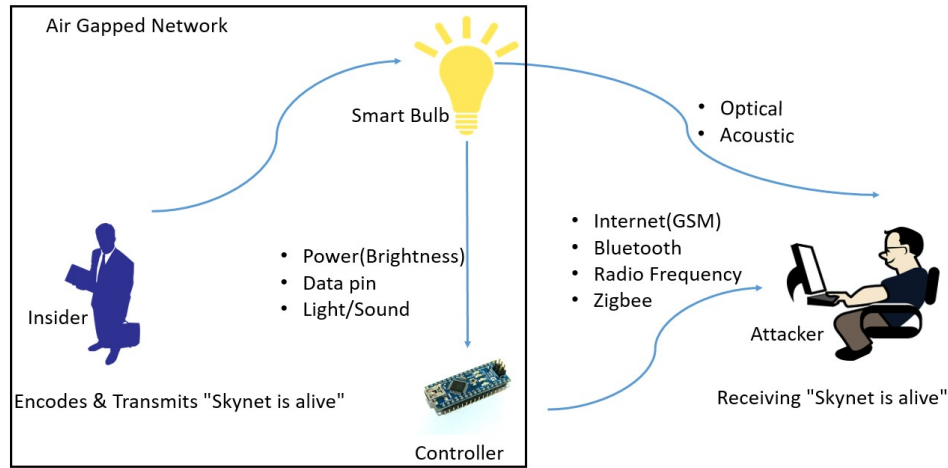 Air Gapped Network
Smart Bulb
• Optical
• Acoustic
• Power(Brightness)
• Data pin
• Light/Sound
• Internet(GSM)
• Bluetooth
• Radio Frequency
• Zigbee
Insider
Attacker
Encodes & Transmits "Skynet is alive"
Receiving "Skynet is alive"
Controller